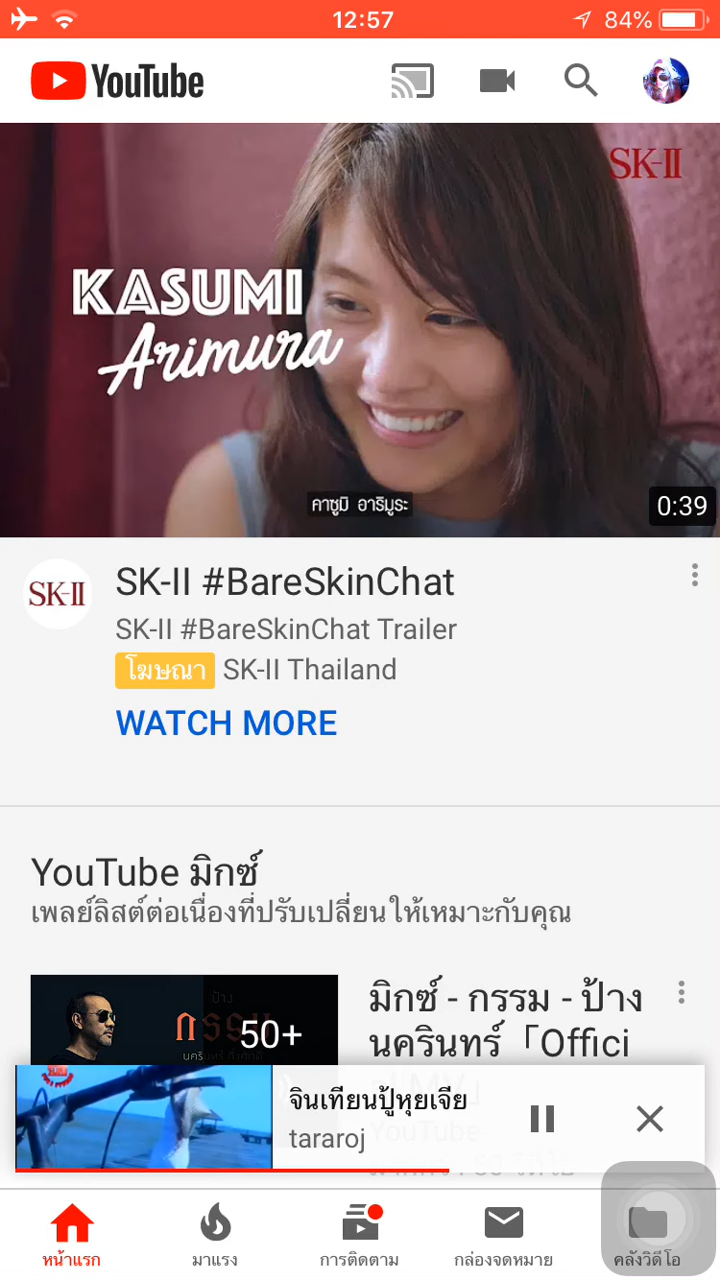 12:57
84%
YouTube
SK-II
KASUMI
Arimura
คาซูมิ อาริมูระ
0:39
SK-II
SK-II #BareSkinChat
SK-II #BareSkinChat Trailer
โฆษณา SK-II Thailand
WATCH MORE
YouTube มิกซ์
เพลย์ลิสต์ต่อเนื่องที่ปรับเปลี่ยนให้เหมาะกับคุณ
ป้าง
กรรม
50+
มิกซ์ - กรรม - ป้าง
นครินทร์「Offici
จินเทียนปู้หุยเจีย
tararoj
YouTube
หน้าแรก
มาแรง
การติดตาม
กล่องจดหมาย
คลังวิดีโอ